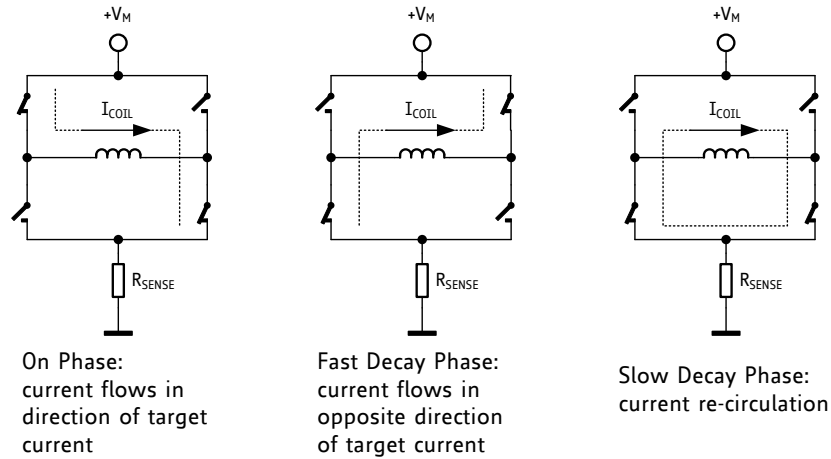 +VM
+VM
+VM
ICOIL
ICOIL
ICOIL
RSENSE
RSENSE
RSENSE
On Phase:
current flows in
direction of target
current
Fast Decay Phase:
current flows in
opposite direction
of target current
Slow Decay Phase:
current re-circulation